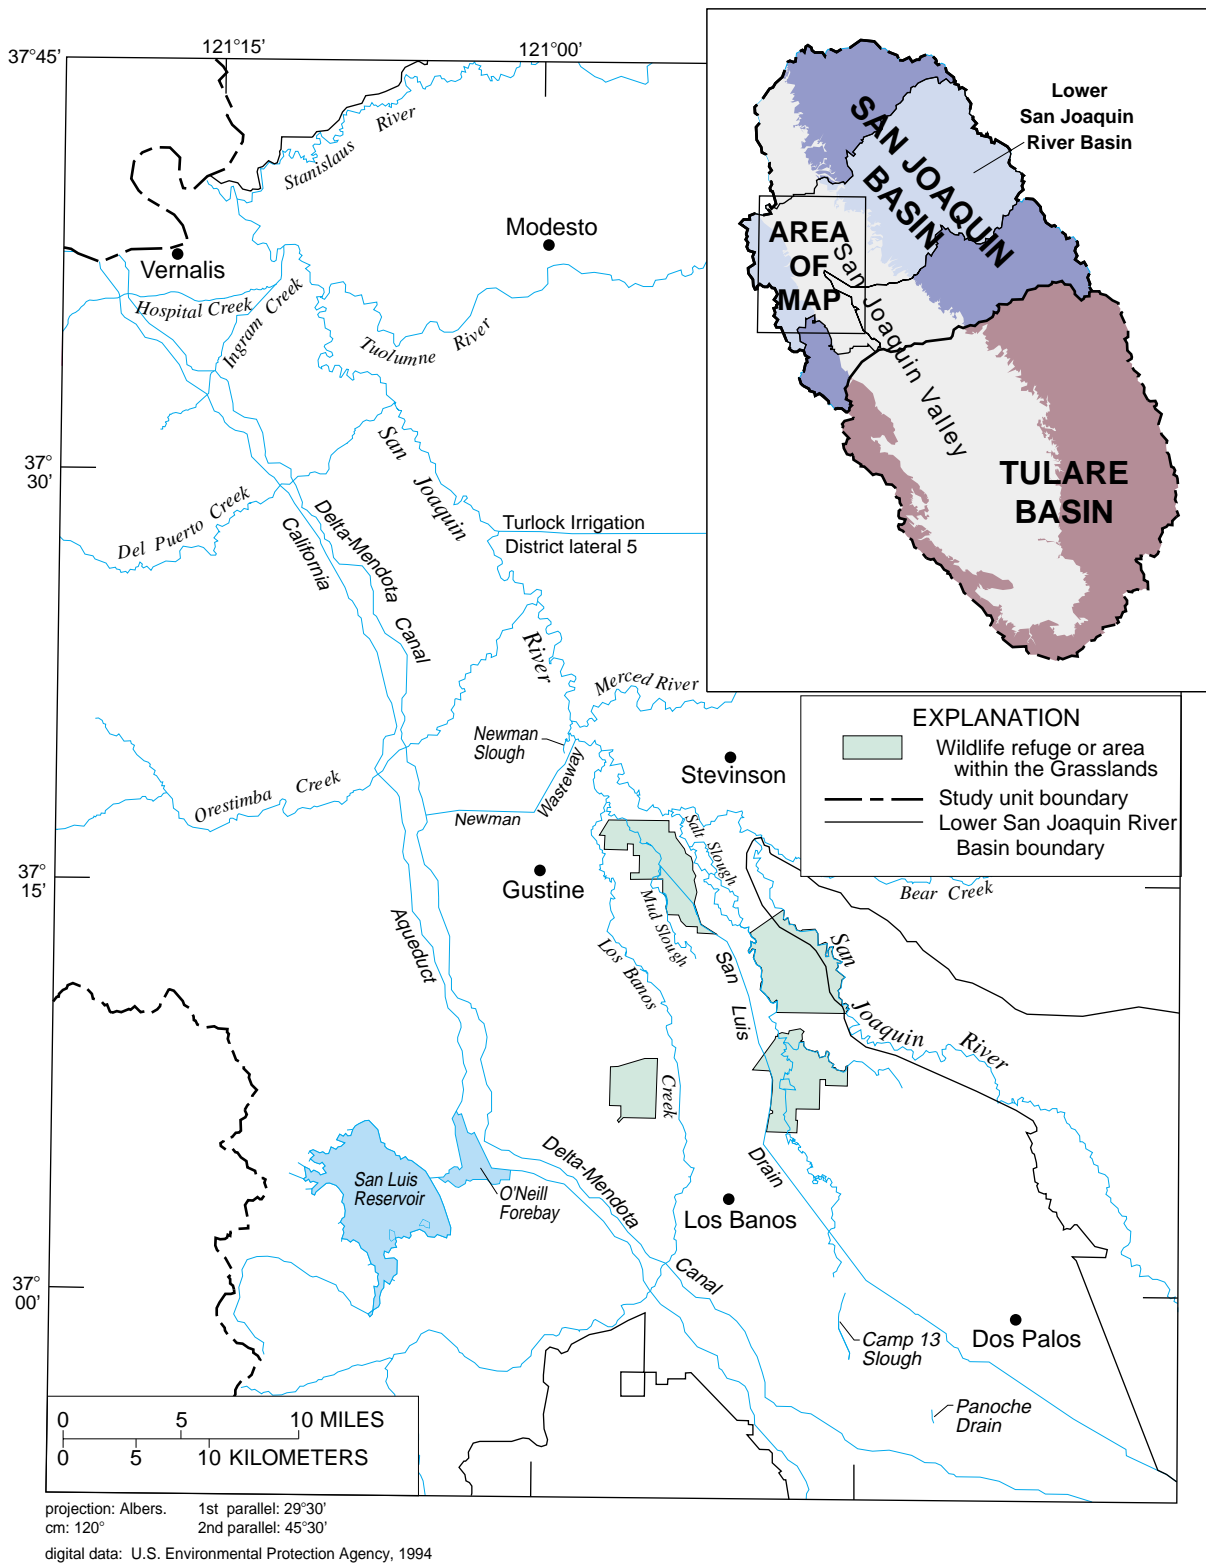 121°15' 121°00'
37°45'
Stanislaus River
Modesto
Vernalis
Hospital Creek
Ingram Creek
Tuolumne River
37°
30'
San Joaquin River
Del Puerto Creek
California Aqueduct
Delta-Mendota Canal
Turlock Irrigation
District lateral 5
Merced River
Newman
Slough
Orestimba Creek
Newman Wasteway
Stevinson
Salt Slough
37°
15'
Gustine
Mud Slough
Los Banos Creek
San Luis Drain
Bear Creek
San Joaquin River
San Luis
Reservoir
O'Neill
Forebay
Delta-Mendota Canal
Los Banos
37°
00'
Camp 13
Slough
Dos Palos
Panoche
Drain
Lower
San Joaquin
River Basin
SAN JOAQUIN
BASIN
AREA
OF
MAP
San Joaquin Valley
TULARE
BASIN
EXPLANATION
Wildlife refuge or area
within the Grasslands
Study unit boundary
Lower San Joaquin River
Basin boundary
0 5 10 MILES
0 5 10 KILOMETERS
projection: Albers. 1st parallel: 29°30'
cm: 120° 2nd parallel: 45°30'
digital data: U.S. Environmental Protection Agency, 1994